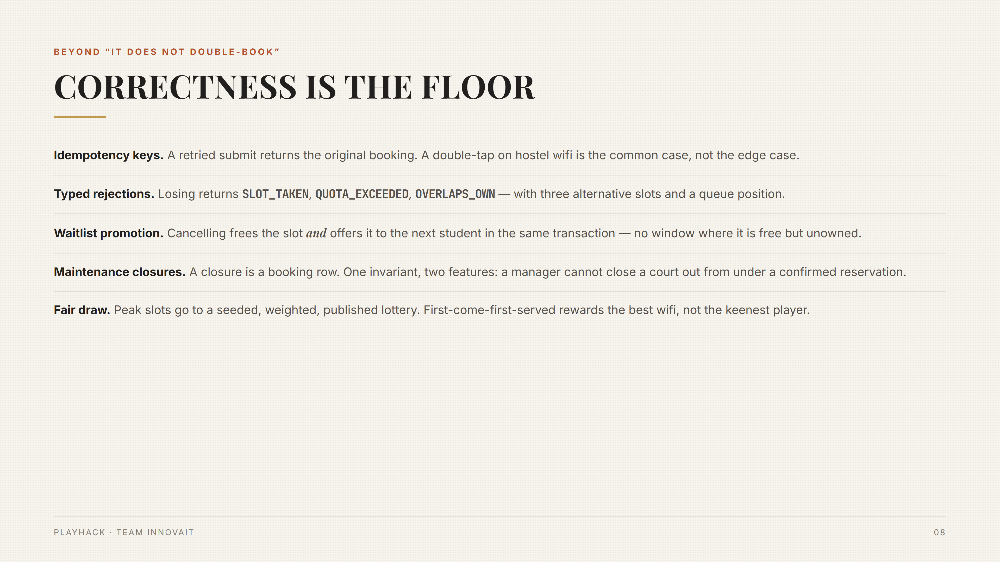 BEYOND “IT DOES NOT DOUBLE-BOOK”
CORRECTNESS IS THE FLOOR
Idempotency keys. A retried submit returns the original booking. A double-tap on hostel wifi is the common case, not the edge case.
Typed rejections. Losing returns SLOT_TAKEN, QUOTA_EXCEEDED, OVERLAPS_OWN — with three alternative slots and a queue position.
Waitlist promotion. Cancelling frees the slot and offers it to the next student in the same transaction — no window where it is free but unowned.
Maintenance closures. A closure is a booking row. One invariant, two features: a manager cannot close a court out from under a confirmed reservation.
Fair draw. Peak slots go to a seeded, weighted, published lottery. First-come-first-served rewards the best wifi, not the keenest player.
PLAYHACK · TEAM INNOVAIT
08